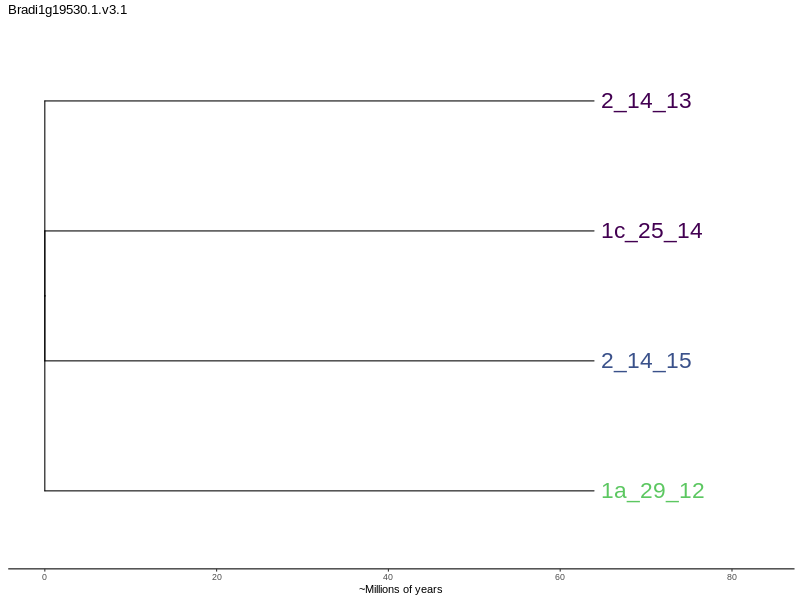 Bradi1g19530.1.v3.1
2_14_13
1c_25_14
2_14_15
1a_29_12
0 20 40 60 80
~Millions of years